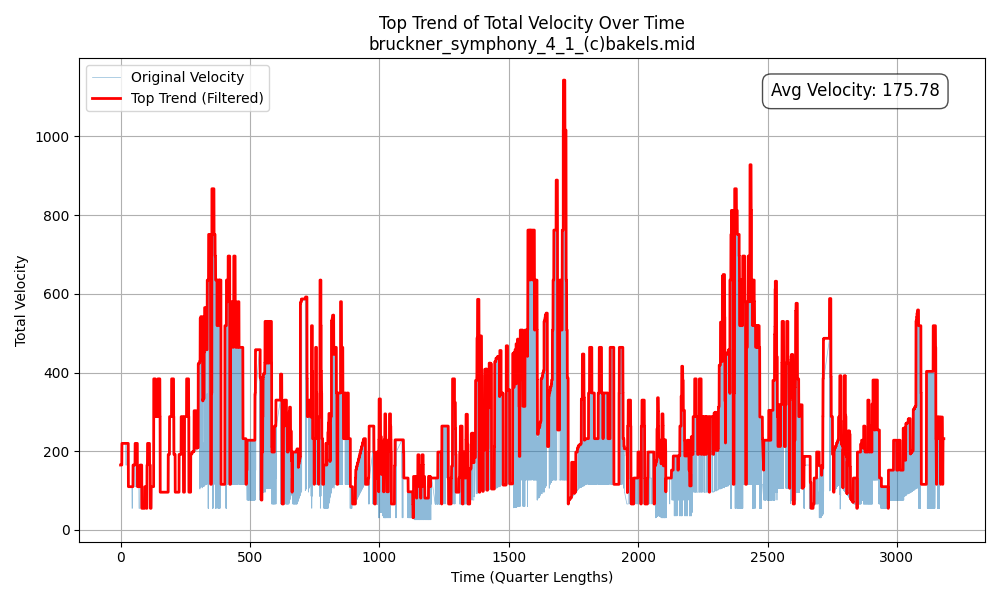 Top Trend of Total Velocity Over Time
bruckner_symphony_4_1_(c)bakels.mid
Original Velocity
Top Trend (Filtered)
Avg Velocity: 175.78
Total Velocity
1000
800
600
400
200
0
0 500 1000 1500 2000 2500 3000
Time (Quarter Lengths)